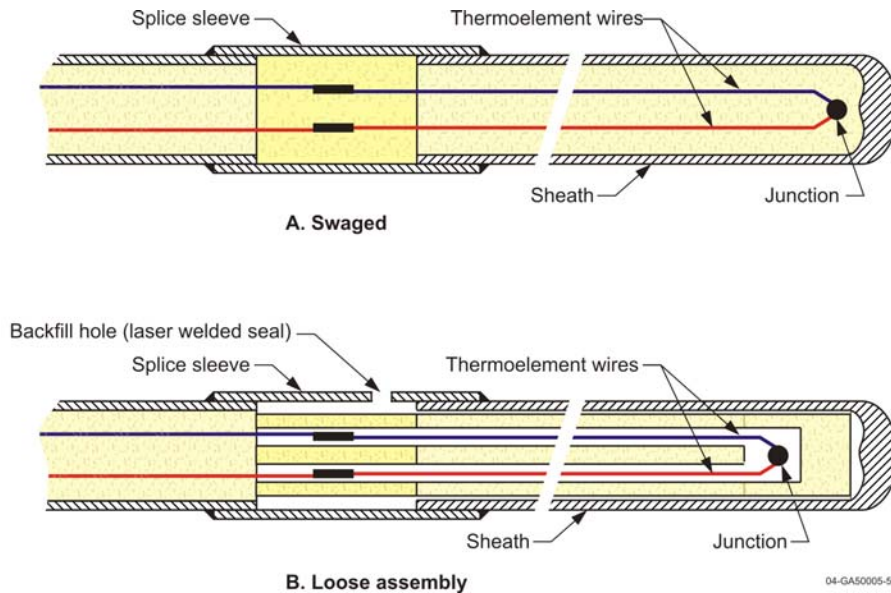 Splice sleeve
Thermoelement wires
Sheath
Junction
A. Swaged
Backfill hole (laser welded seal)
Splice sleeve
Thermoelement wires
Sheath
Junction
B. Loose assembly
04-GA50005-5